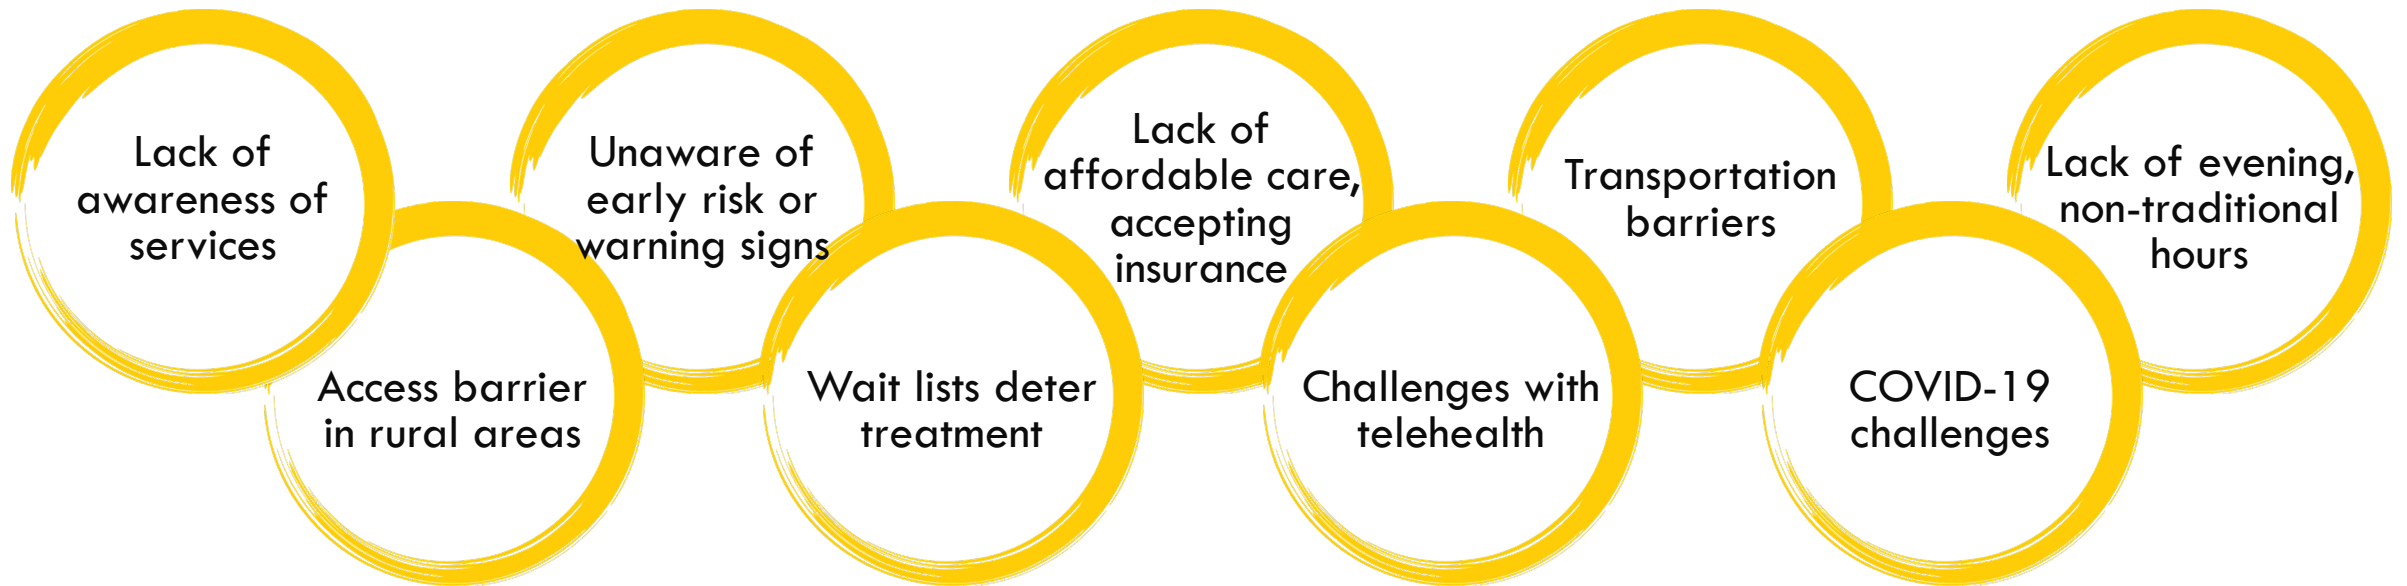 Lack of
awareness of
services
Access barrier
in rural areas
Unaware of
early risk or
warning signs
Wait lists deter
treatment
Lack of
affordable care,
accepting
insurance
Challenges with
telehealth
Transportation
barriers
COVID-19
challenges
Lack of evening,
non-traditional
hours